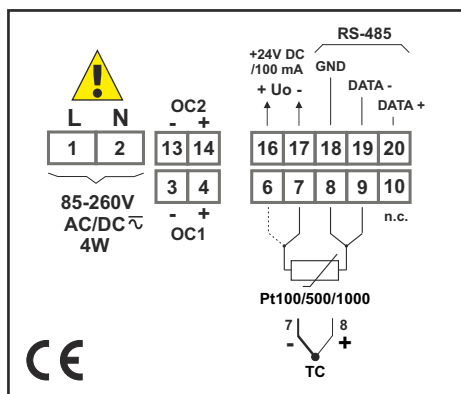 RS-485
+24V DC
/100 mA
GND
+ Uo -
DATA -
DATA +
L N
OC2
- +
1 2 13 14 16 17 18 19 20
3 4 6 7 8 9 10
85-260V
AC/DC
4W
- +
OC1
n.c.
Pt100/500/1000
7 8
- +
TC
CE